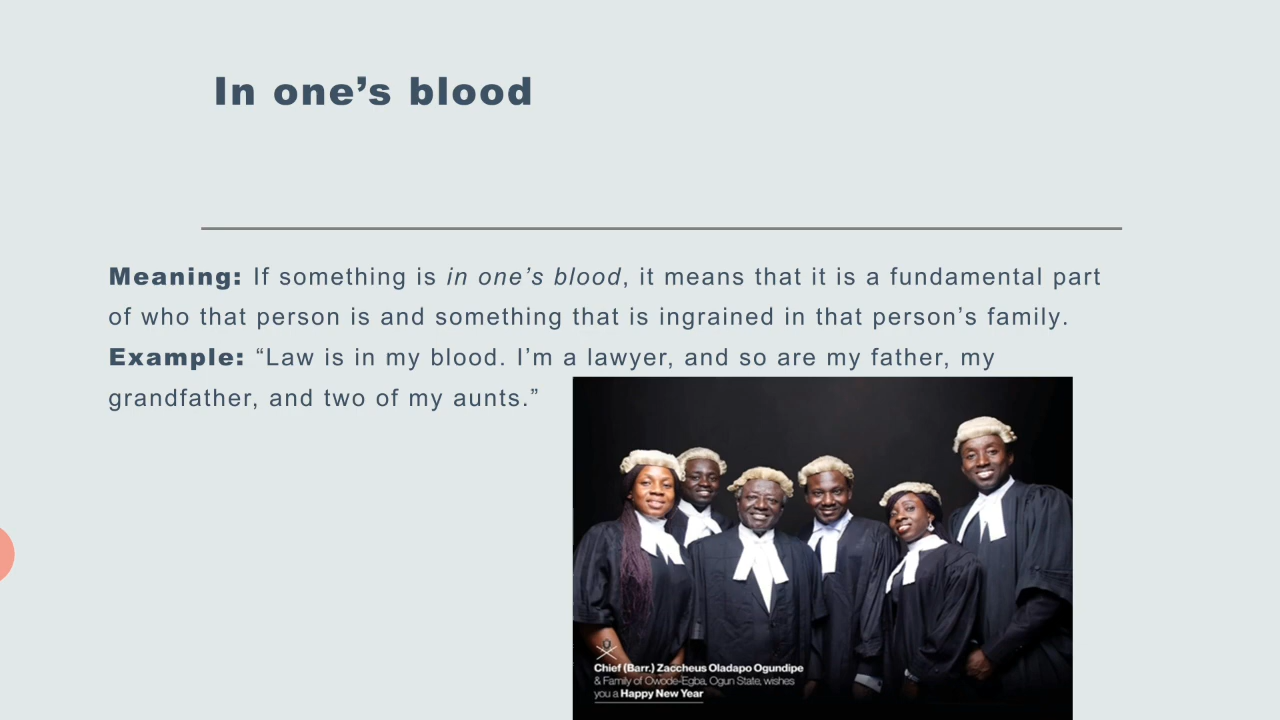 In one’s blood
Meaning: If something is in one’s blood, it means that it is a fundamental part
of who that person is and something that is ingrained in that person’s family.
Example: “Law is in my blood. I’m a lawyer, and so are my father, my
grandfather, and two of my aunts.”
Chief (Barr.) Zaccheus Oladapo Ogundipe
& Family of Owode-Egba, Ogun State, wishes
you a Happy New Year